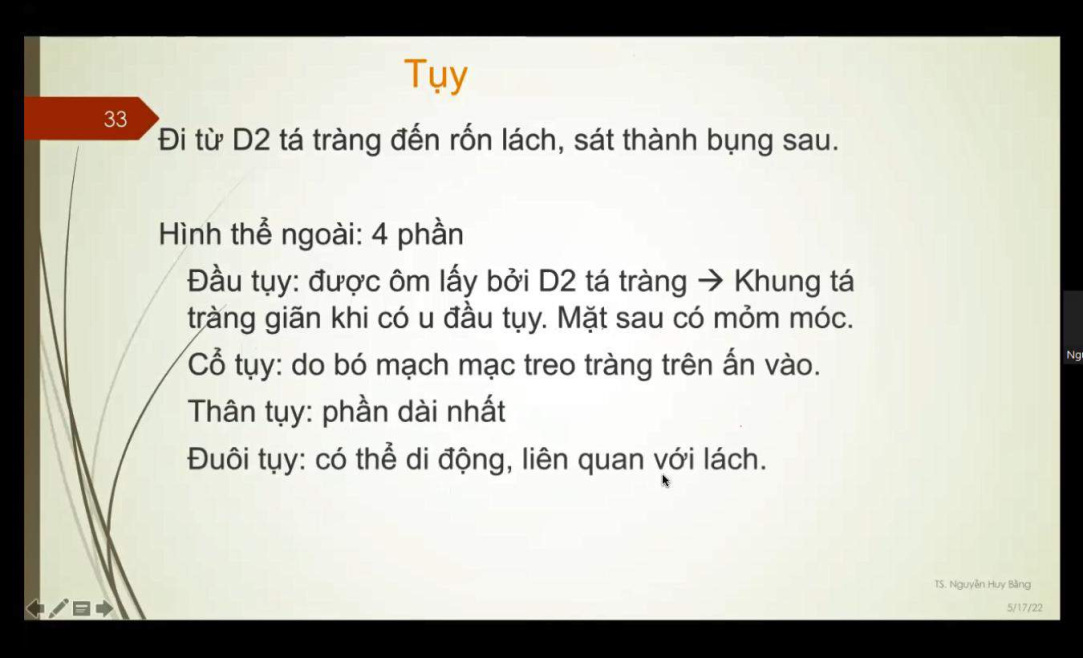 Tụy
33
Đi từ D2 tá tràng đến rốn lách, sát thành bụng sau.
Hình thể ngoài: 4 phần
Đầu tụy: được ôm lấy bởi D2 tá tràng → Khung tá
tràng giãn khi có u đầu tụy. Mặt sau có mỏm móc.
Cổ tụy: do bó mạch mạc treo tràng trên ấn vào.
Thân tụy: phần dài nhất
Đuôi tụy: có thể di động, liên quan với lách.
TS. Nguyễn Huy Bằng
5/17/22